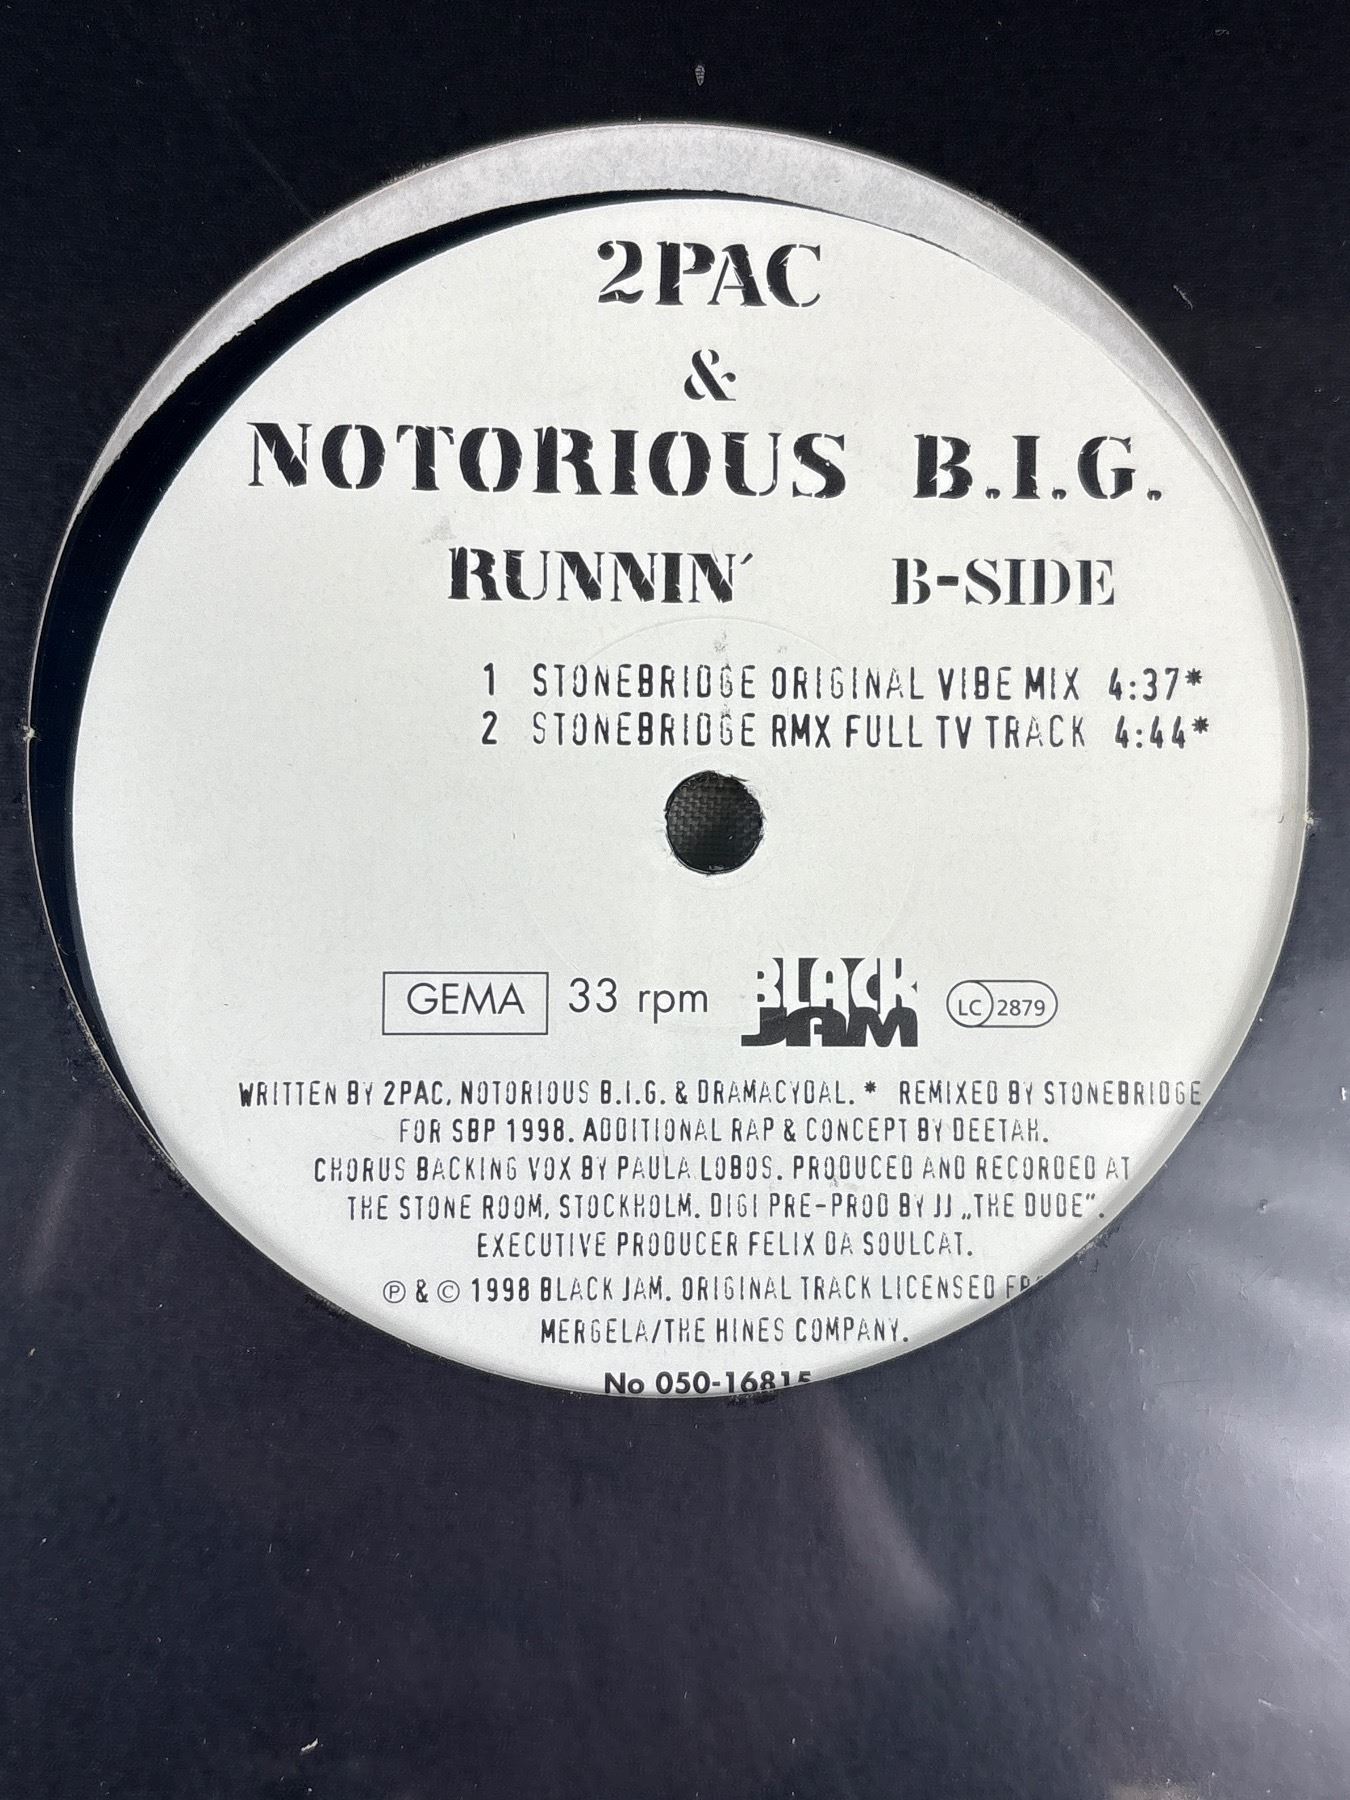 2PAC
&
NOTORIOUS B.I.G.
RUNNIN´ B-SIDE
1 STONEBRIDGE ORIGINAL VIBE MIX 4:37*
2 STONEBRIDGE RMX FULL TV TRACK 4:44*
GEMA 33 rpm BLACK JAM LC 2879
WRITTEN BY 2PAC, NOTORIOUS B.I.G. & DRAMACYDAL. * REMIXED BY STONEBRIDGE
FOR SBP 1998. ADDITIONAL RAP & CONCEPT BY DEETAH.
CHORUS BACKING VOX BY PAULA LOBOS. PRODUCED AND RECORDED AT
THE STONE ROOM, STOCKHOLM. DIGI PRE-PROD BY JJ „THE DUDE”.
EXECUTIVE PRODUCER FELIX DA SOULCAT.
℗ & © 1998 BLACK JAM. ORIGINAL TRACK LICENSED
MERGELA/THE HINES COMPANY.
No 050-16815